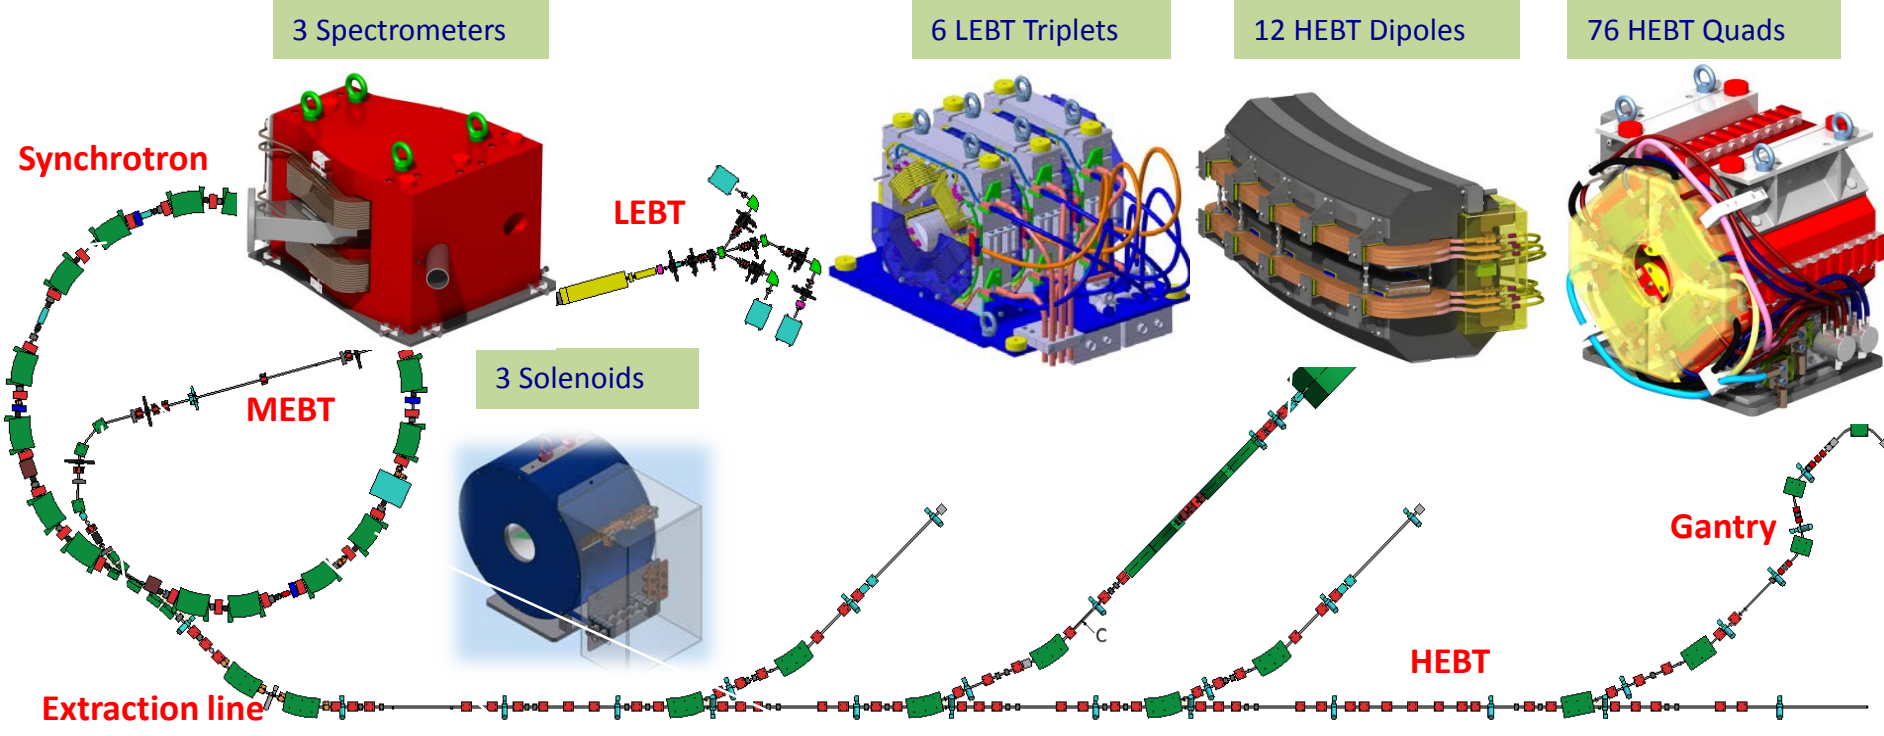 3 Spectrometers
6 LEBT Triplets
12 HEBT Dipoles
76 HEBT Quads
Synchrotron
LEBT
3 Solenoids
MEBT
Gantry
C
HEBT
Extraction line